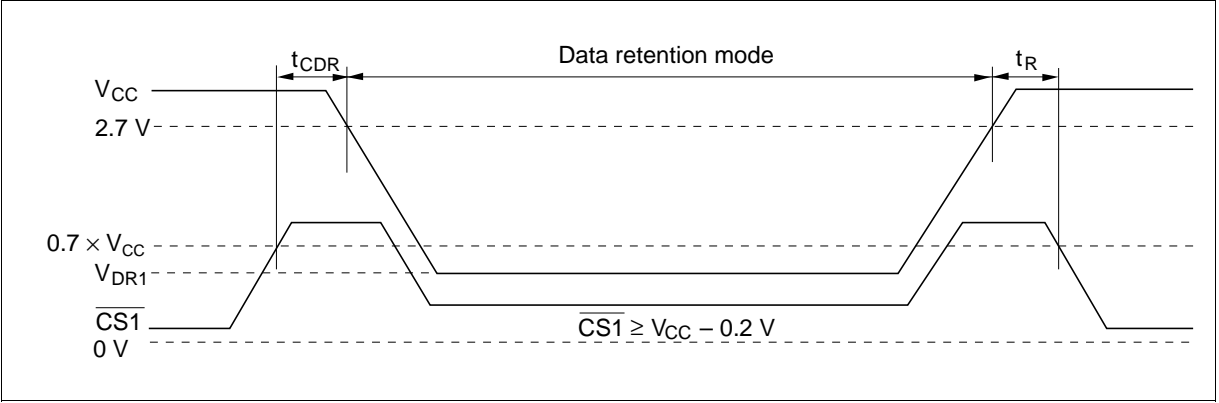 Data retention mode
tCDR
tR
VCC
2.7 V
0.7 × VCC
VDR1
CS1
CS1 ≥ VCC – 0.2 V
0 V